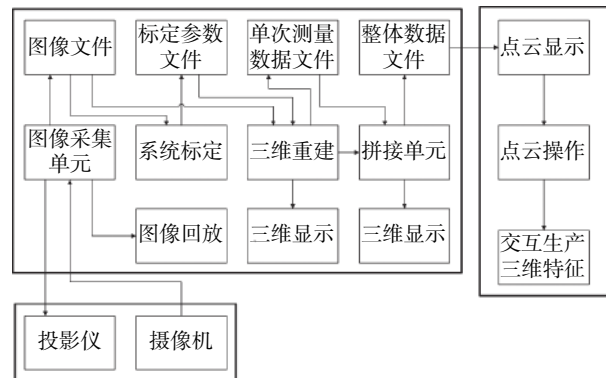 图像文件
标定参数
文件
单次测量
数据文件
整体数据
文件
点云显示
图像采集
单元
系统标定
三维重建
拼接单元
点云操作
图像回放
三维显示
三维显示
交互生产
三维特征
投影仪
摄像机